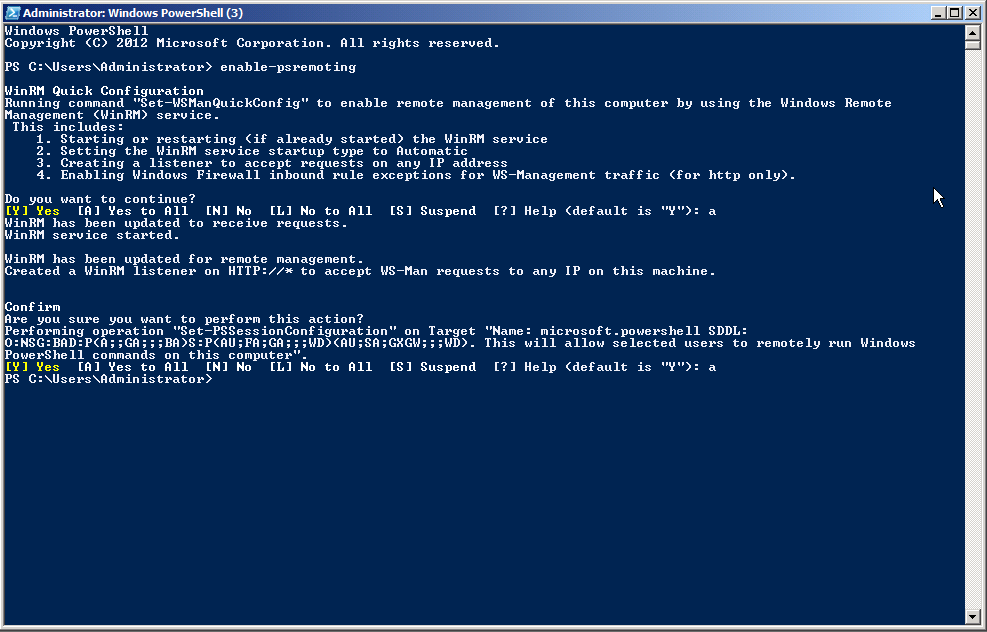 Administrator: Windows PowerShell (3)
Windows PowerShell
Copyright (C) 2012 Microsoft Corporation. All rights reserved.
PS C:\Users\Administrator> enable-psremoting
WinRM Quick Configuration
Running command "Set-WSManQuickConfig" to enable remote management of this computer by using the Windows Remote
Management (WinRM) service.
This includes:
1. Starting or restarting (if already started) the WinRM service
2. Setting the WinRM service startup type to Automatic
3. Creating a listener to accept requests on any IP address
4. Enabling Windows Firewall inbound rule exceptions for WS-Management traffic (for http only).
Do you want to continue?
[Y] Yes  [A] Yes to All  [N] No  [L] No to All  [S] Suspend  [?] Help (default is "Y"): a
WinRM has been updated to receive requests.
WinRM service started.
WinRM has been updated for remote management.
Created a WinRM listener on HTTP://* to accept WS-Man requests to any IP on this machine.
Confirm
Are you sure you want to perform this action?
Performing operation "Set-PSSessionConfiguration" on Target "Name: microsoft.powershell SDDL:
O:NSG:BAD:P(A;;GA;;;BA)S:P(AU;FA;GA;;;WD)(AU;SA;GXGW;;;WD). This will allow selected users to remotely run Windows
PowerShell commands on this computer".
[Y] Yes  [A] Yes to All  [N] No  [L] No to All  [S] Suspend  [?] Help (default is "Y"): a
PS C:\Users\Administrator>